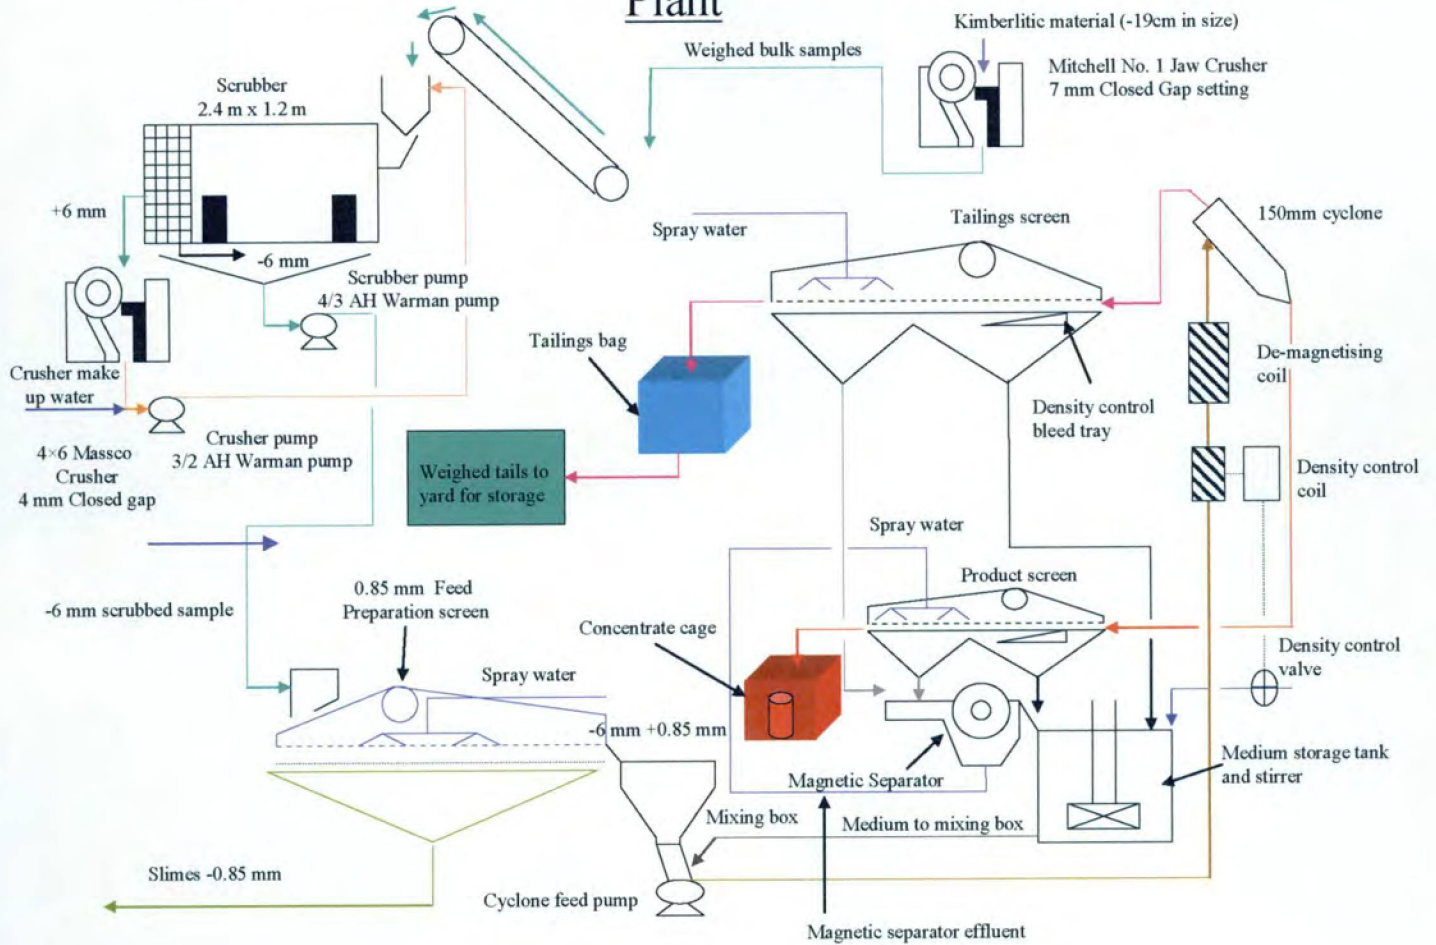 Plant
Kimberlitic material (-19cm in size)
Weighed bulk samples
Mitchell No. 1 Jaw Crusher
7 mm Closed Gap setting
Scrubber
2.4 m x 1.2 m
+6 mm
-6 mm
Scrubber pump
4/3 AH Warman pump
Spray water
Tailings screen
150mm cyclone
Tailings bag
De-magnetising
coil
Crusher make
up water
Density control
bleed tray
Crusher pump
3/2 AH Warman pump
4×6 Massco
Crusher
4 mm Closed gap
Weighed tails to
yard for storage
Density control
coil
Spray water
Product screen
0.85 mm Feed
Preparation screen
-6 mm scrubbed sample
Concentrate cage
Density control
valve
Spray water
-6 mm +0.85 mm
Magnetic Separator
Medium storage tank
and stirrer
Mixing box
Medium to mixing box
Slimes -0.85 mm
Cyclone feed pump
Magnetic separator effluent